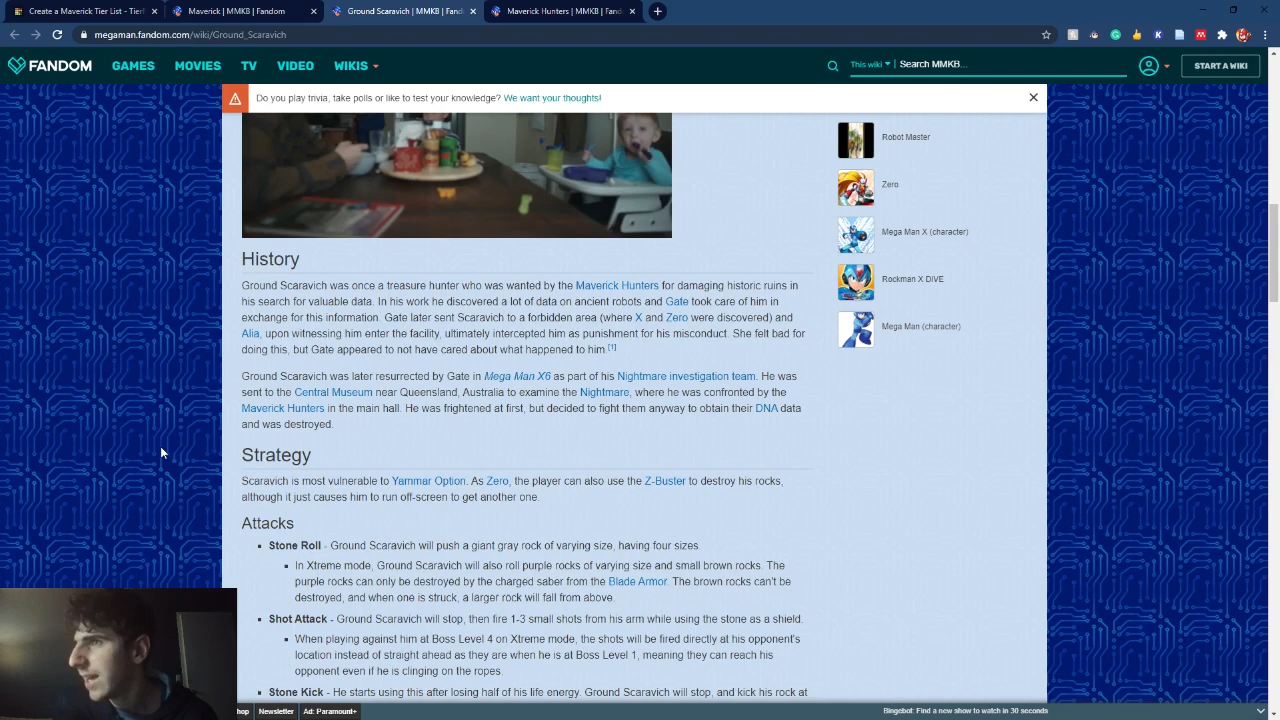 Create a Maverick Tier List - TierI
Maverick | MMKB | Fandom
Ground Scaravich | MMKB | Fand
Maverick Hunters | MMKB | Fand
megaman.fandom.com/wiki/Ground_Scaravich
FANDOM GAMES MOVIES TV VIDEO WIKIS This wiki Search MMKB... START A WIKI
Do you play trivia, take polls or like to test your knowledge? We want your thoughts!
Robot Master
Zero
Mega Man X (character)
Rockman X DiVE
Mega Man (character)
History
Ground Scaravich was once a treasure hunter who was wanted by the Maverick Hunters for damaging historic ruins in
his search for valuable data. In his work he discovered a lot of data on ancient robots and Gate took care of him in
exchange for this information. Gate later sent Scaravich to a forbidden area (where X and Zero were discovered) and
Alia, upon witnessing him enter the facility, ultimately intercepted him as punishment for his misconduct. She felt bad for
doing this, but Gate appeared to not have cared about what happened to him.[1]
Ground Scaravich was later resurrected by Gate in Mega Man X6 as part of his Nightmare investigation team. He was
sent to the Central Museum near Queensland, Australia to examine the Nightmare, where he was confronted by the
Maverick Hunters in the main hall. He was frightened at first, but decided to fight them anyway to obtain their DNA data
and was destroyed.
Strategy
Scaravich is most vulnerable to Yammar Option. As Zero, the player can also use the Z-Buster to destroy his rocks,
although it just causes him to run off-screen to get another one.
Attacks
Stone Roll - Ground Scaravich will push a giant gray rock of varying size, having four sizes.
In Xtreme mode, Ground Scaravich will also roll purple rocks of varying size and small brown rocks. The
purple rocks can only be destroyed by the charged saber from the Blade Armor. The brown rocks can't be
destroyed, and when one is struck, a larger rock will fall from above.
Shot Attack - Ground Scaravich will stop, then fire 1-3 small shots from his arm while using the stone as a shield.
When playing against him at Boss Level 4 on Xtreme mode, the shots will be fired directly at his opponent's
location instead of straight ahead as they are when he is at Boss Level 1, meaning they can reach his
opponent even if he is clinging on the ropes.
Stone Kick - He starts using this after losing half of his life energy. Ground Scaravich will stop, and kick his rock at
hop Newsletter Ad: Paramount+ Bingebot: Find a new show to watch in 30 seconds